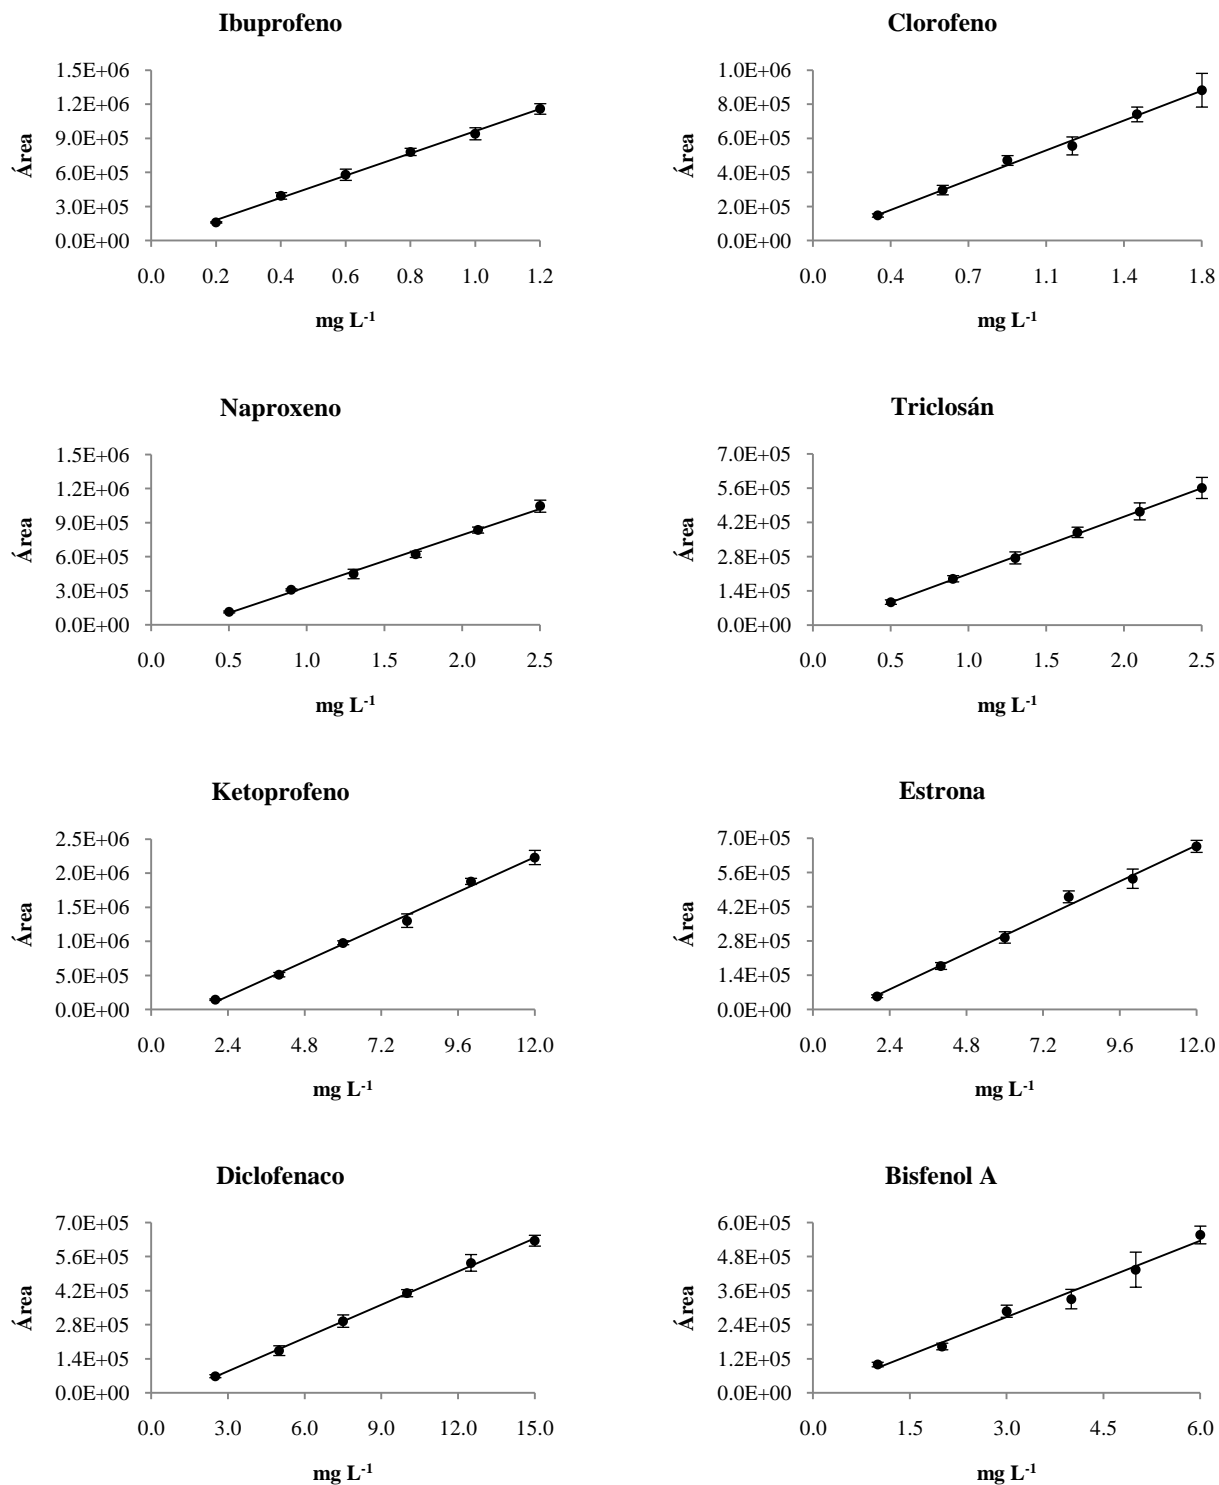 Ibuprofeno
1.5E+06
1.2E+06
9.0E+05
6.0E+05
3.0E+05
0.0E+00
Área
0.0 0.2 0.4 0.6 0.8 1.0 1.2
mg L-1
Clorofeno
1.0E+06
8.0E+05
6.0E+05
4.0E+05
2.0E+05
0.0E+00
Área
0.0 0.4 0.7 1.1 1.4 1.8
mg L-1
Naproxeno
1.5E+06
1.2E+06
9.0E+05
6.0E+05
3.0E+05
0.0E+00
Área
0.0 0.5 1.0 1.5 2.0 2.5
mg L-1
Triclosán
7.0E+05
5.6E+05
4.2E+05
2.8E+05
1.4E+05
0.0E+00
Área
0.0 0.5 1.0 1.5 2.0 2.5
mg L-1
Ketoprofeno
2.5E+06
2.0E+06
1.5E+06
1.0E+06
5.0E+05
0.0E+00
Área
0.0 2.4 4.8 7.2 9.6 12.0
mg L-1
Estrona
7.0E+05
5.6E+05
4.2E+05
2.8E+05
1.4E+05
0.0E+00
Área
0.0 2.4 4.8 7.2 9.6 12.0
mg L-1
Diclofenaco
7.0E+05
5.6E+05
4.2E+05
2.8E+05
1.4E+05
0.0E+00
Área
0.0 3.0 6.0 9.0 12.0 15.0
mg L-1
Bisfenol A
6.0E+05
4.8E+05
3.6E+05
2.4E+05
1.2E+05
0.0E+00
Área
0.0 1.5 3.0 4.5 6.0
mg L-1